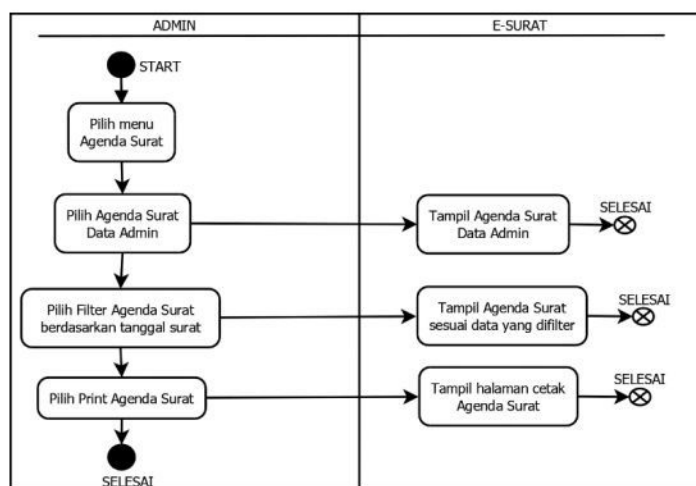 ADMIN
E-SURAT
START
Pilih menu
Agenda Surat
Pilih Agenda Surat
Data Admin
Tampil Agenda Surat
Data Admin
SELESAI
Pilih Filter Agenda Surat
berdasarkan tanggal surat
Tampil Agenda Surat
sesuai data yang difilter
SELESAI
Pilih Print Agenda Surat
Tampil halaman cetak
Agenda Surat
SELESAI
SELESAI